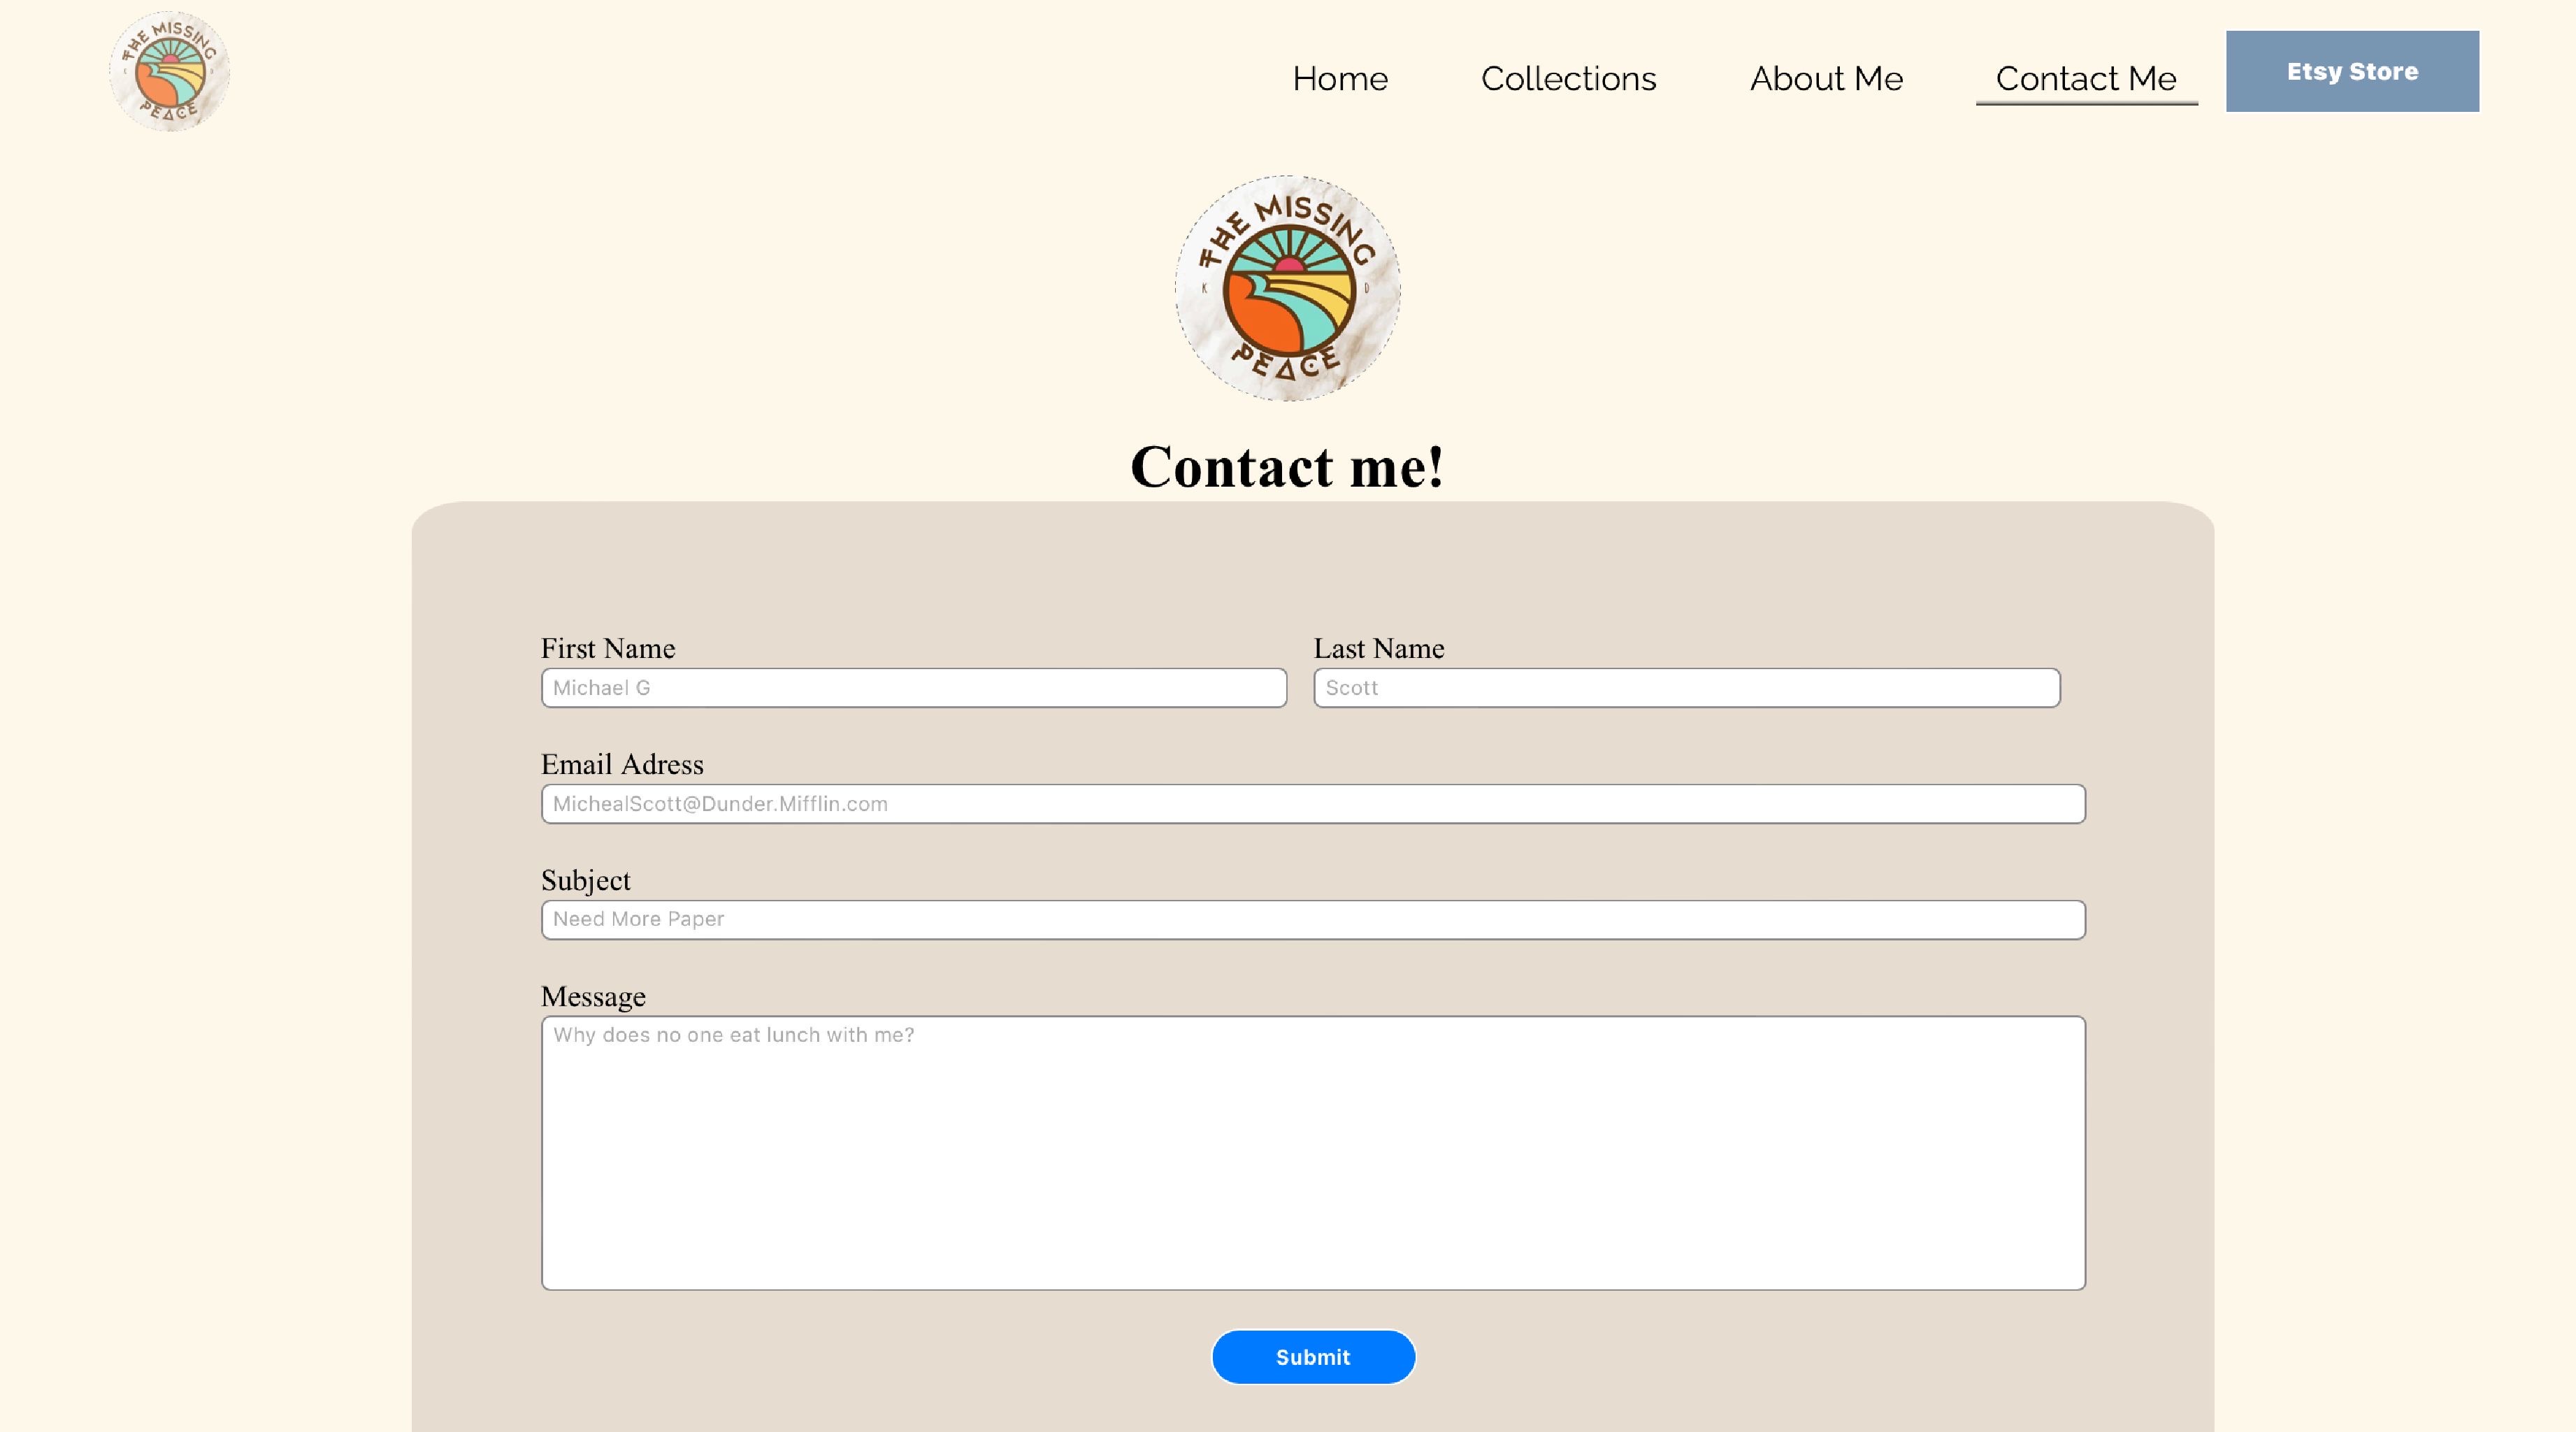 THE MISSING
PEACE
Home
Collections
About Me
Contact Me
Etsy Store
THE MISSING
K D
PEACE
Contact me!
First Name
Last Name
Michael G
Scott
Email Adress
MichealScott@Dunder.Mifflin.com
Subject
Need More Paper
Message
Why does no one eat lunch with me?
Submit